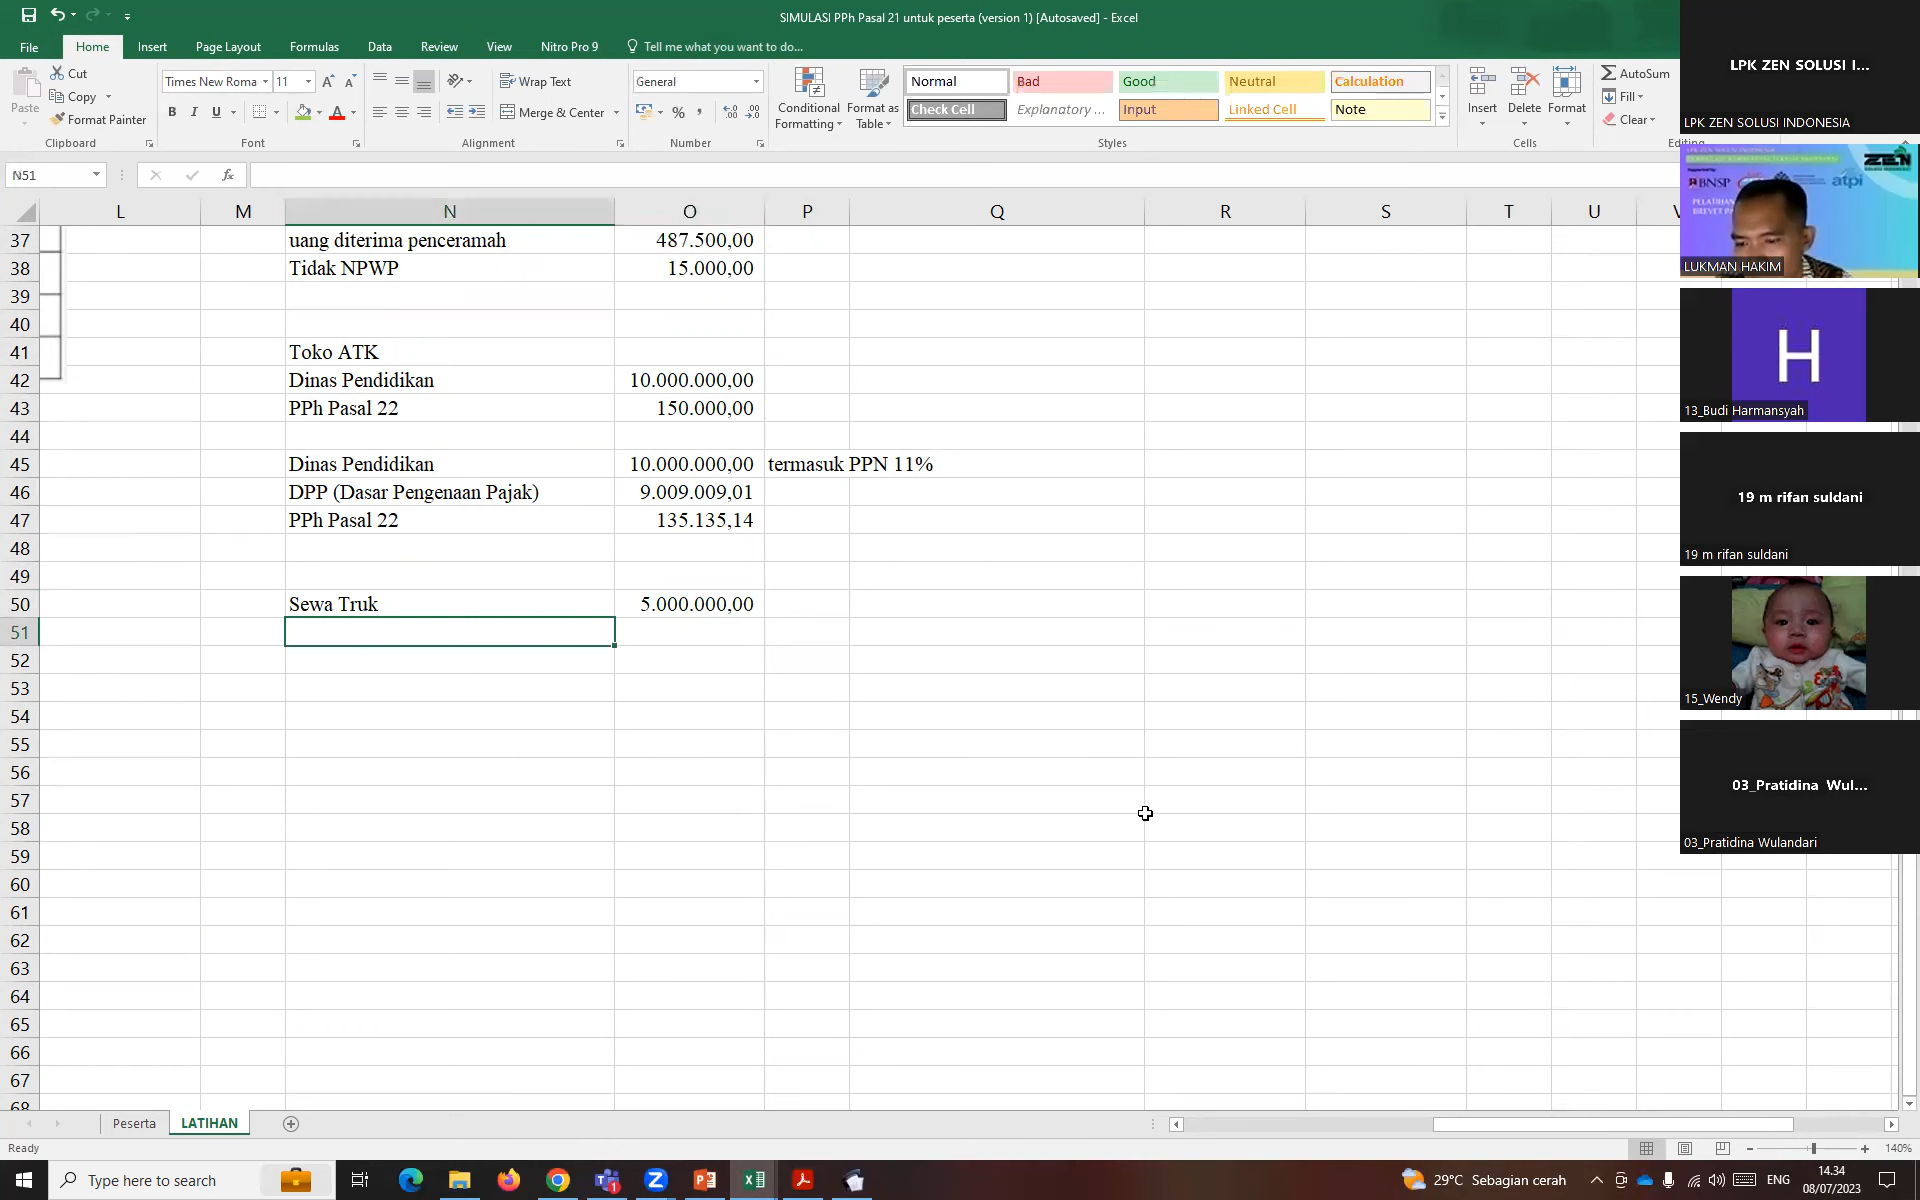 SIMULASI PPh Pasal 21 untuk peserta (version 1) [Autosaved] - Excel
File Home Insert Page Layout Formulas Data Review View Nitro Pro 9 Tell me what you want to do...
Paste
Cut
Copy
Format Painter
Clipboard
Times New Roma 11
B I U
Font
Wrap Text
Merge & Center
Alignment
General
Number
Conditional Formatting
Format as Table
Normal Bad Good Neutral Calculation
Check Cell Explanatory ... Input Linked Cell Note
Styles
Insert Delete Format
Cells
AutoSum
Fill
Clear
Editing
N51
fx
L M N O P Q R S T U
37 uang diterima penceramah 487.500,00
38 Tidak NPWP 15.000,00
39
40
41 Toko ATK
42 Dinas Pendidikan 10.000.000,00
43 PPh Pasal 22 150.000,00
44
45 Dinas Pendidikan 10.000.000,00 termasuk PPN 11%
46 DPP (Dasar Pengenaan Pajak) 9.009.009,01
47 PPh Pasal 22 135.135,14
48
49
50 Sewa Truk 5.000.000,00
51
52
53
54
55
56
57
58
59
60
61
62
63
64
65
66
67
68
Peserta LATIHAN
Ready
140%
Type here to search
29°C Sebagian cerah
ENG
14.34
08/07/2023
LPK ZEN SOLUSI I...
LPK ZEN SOLUSI INDONESIA
ZEN
BNSP
atpi
LUKMAN HAKIM
H
13_Budi Harmansyah
19 m rifan suldani
19 m rifan suldani
15_Wendy
03_Pratidina Wul...
03_Pratidina Wulandari